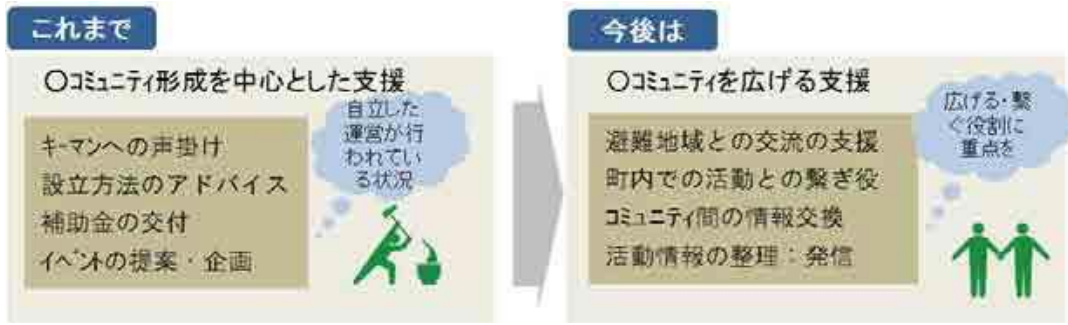 これまで
○コミュニティ形成を中心とした支援
キーマンへの声掛け
設立方法のアドバイス
補助金の交付
イベントの提案・企画
自立した
運営が行
われてい
る状況
今後は
○コミュニティを広げる支援
避難地域との交流の支援
町内での活動との繋ぎ役
コミュニティ間の情報交換
活動情報の整理：発信
広げる・繋
ぐ役割に
重点を